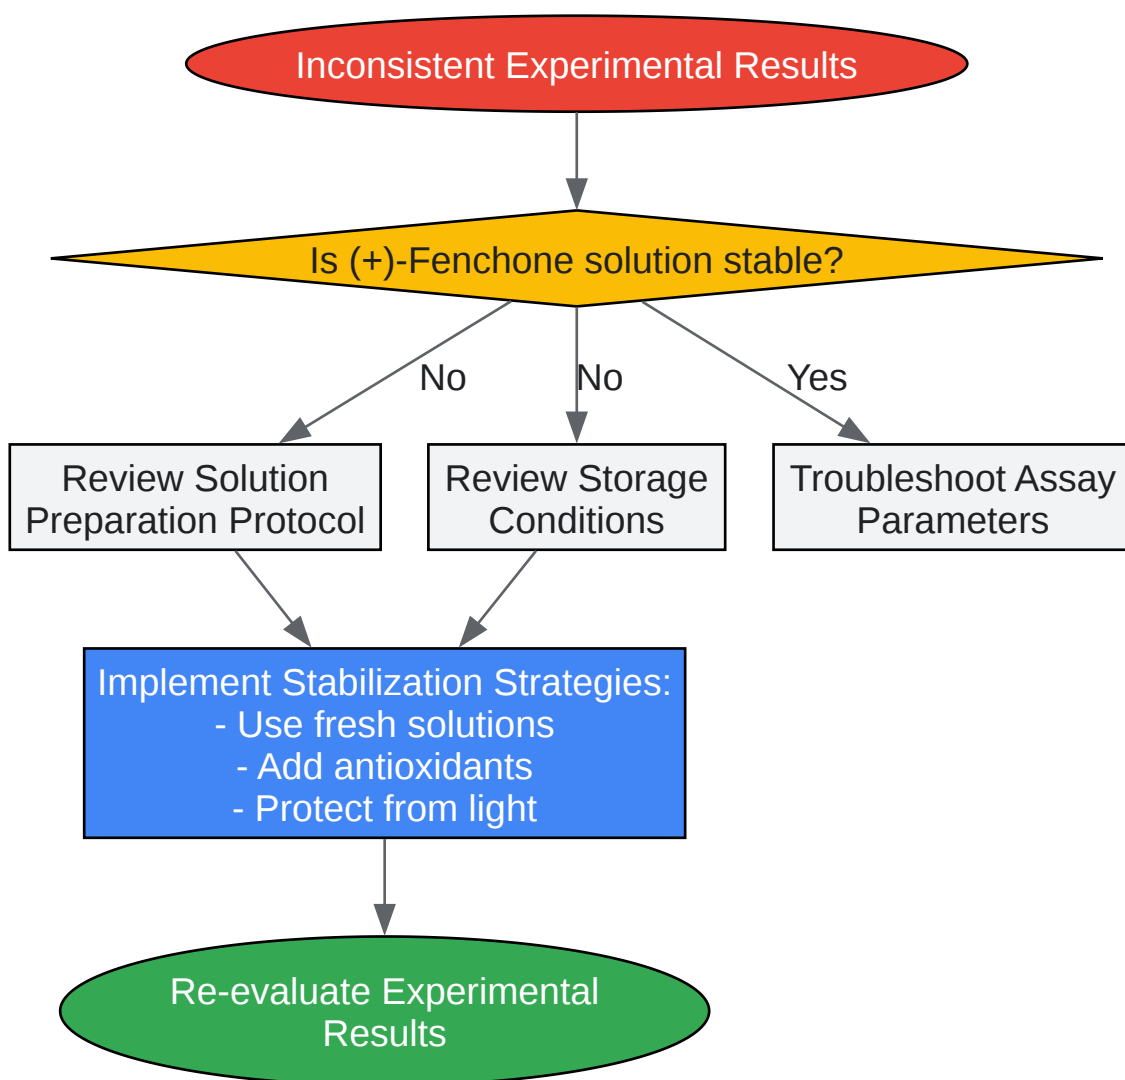 Inconsistent Experimental Results
Is (+)-Fenchone solution stable?
No
No
Yes
Review Solution
Preparation Protocol
Review Storage
Conditions
Troubleshoot Assay
Parameters
Implement Stabilization Strategies:
- Use fresh solutions
- Add antioxidants
- Protect from light
Re-evaluate Experimental
Results